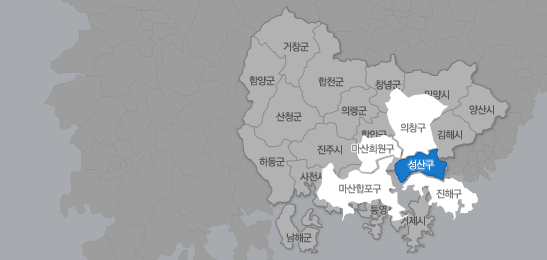 거창군
함양군
합천군
창녕군
밀양시
양산시
산청군
의령군
의창구
김해시
함안군
진주시
마산회원구
하동군
성산구
사천시
마산합포구
진해구
통영
거제시
남해군